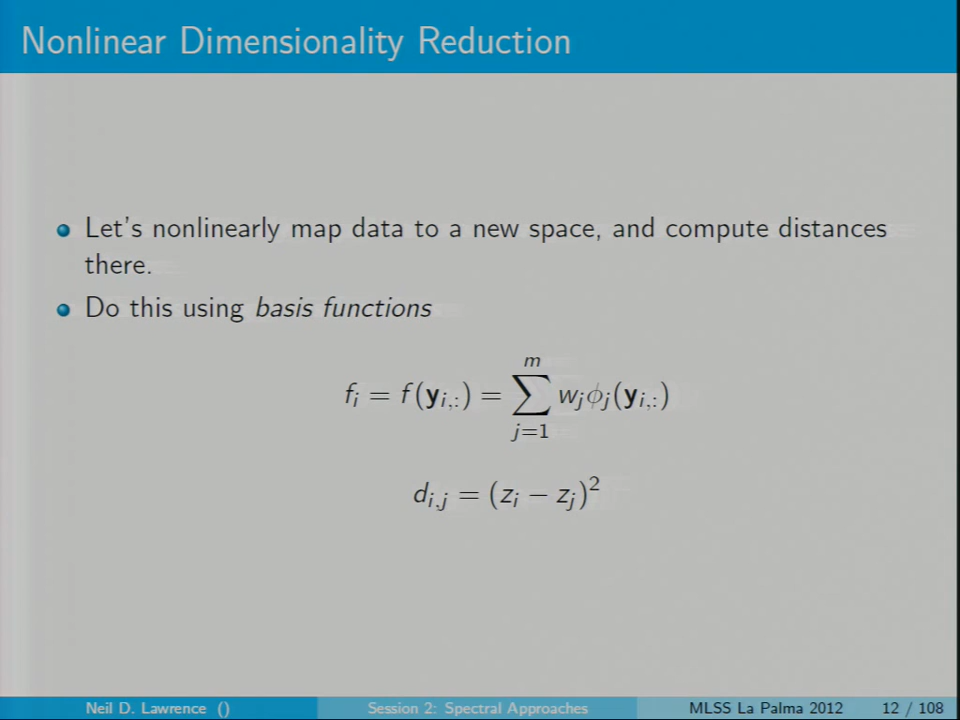 Nonlinear Dimensionality Reduction
Let's nonlinearly map data to a new space, and compute distances
there.
Do this using basis functions
f_i = f(y_{i,:}) = \sum_{j=1}^{m} w_j \phi_j(y_{i,:})
d_{i,j} = (z_i − z_j)^2
Neil D. Lawrence () Session 2: Spectral Approaches MLSS La Palma 2012 12 / 108